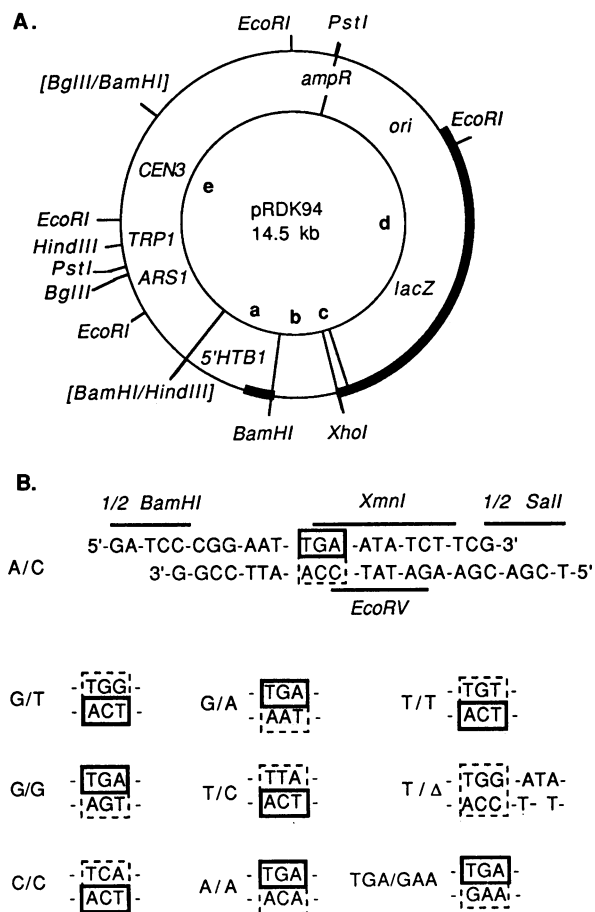 A.
EcoRI
PstI
ampR
[BglII/BamHI]
ori
EcoRI
CEN3
e
pRDK94
14.5 kb
d
EcoRI
HindIII
TRP1
PstI
ARS1
BglII
lacZ
EcoRI
a
b
c
5'HTB1
[BamHI/HindIII]
BamHI
XhoI
B.
1/2 BamHI
XmnI
1/2 SalI
5'-GA-TCC-CGG-AAT- TGA -ATA-TCT-TCG-3'
A/C
3'-G-GCC-TTA- ACC -TAT-AGA-AGC-AGC-T-5'
EcoRV
G/T
- TGG -
- ACT -
G/A
- TGA -
- AAT -
T/T
- TGT -
- ACT -
G/G
- TGA -
- AGT -
T/C
- TTA -
- ACT -
T/Δ
- TGG -ATA-
- ACC -T- T-
C/C
- TCA -
- ACT -
A/A
- TGA -
- ACA -
TGA/GAA
- TGA -
- GAA -